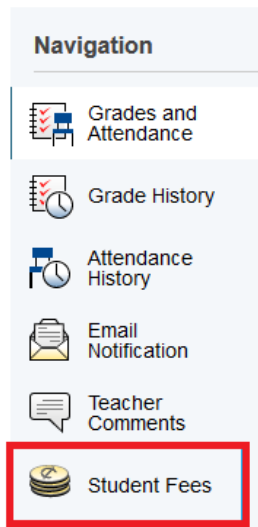 Navigation
Grades and
Attendance
Grade History
Attendance
History
Email
Notification
Teacher
Comments
Student Fees